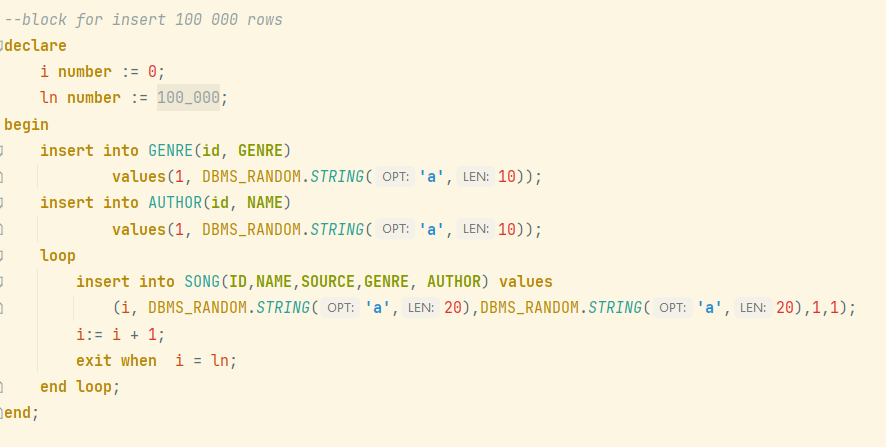 --block for insert 100 000 rows
declare
    i number := 0;
    ln number := 100_000;
begin
    insert into GENRE(id, GENRE)
            values(1, DBMS_RANDOM.STRING( OPT: 'a', LEN: 10));
    insert into AUTHOR(id, NAME)
            values(1, DBMS_RANDOM.STRING( OPT: 'a', LEN: 10));
    loop
        insert into SONG(ID,NAME,SOURCE,GENRE, AUTHOR) values
            (i, DBMS_RANDOM.STRING( OPT: 'a', LEN: 20),DBMS_RANDOM.STRING( OPT: 'a', LEN: 20),1,1);
        i:= i + 1;
        exit when  i = ln;
    end loop;
end;